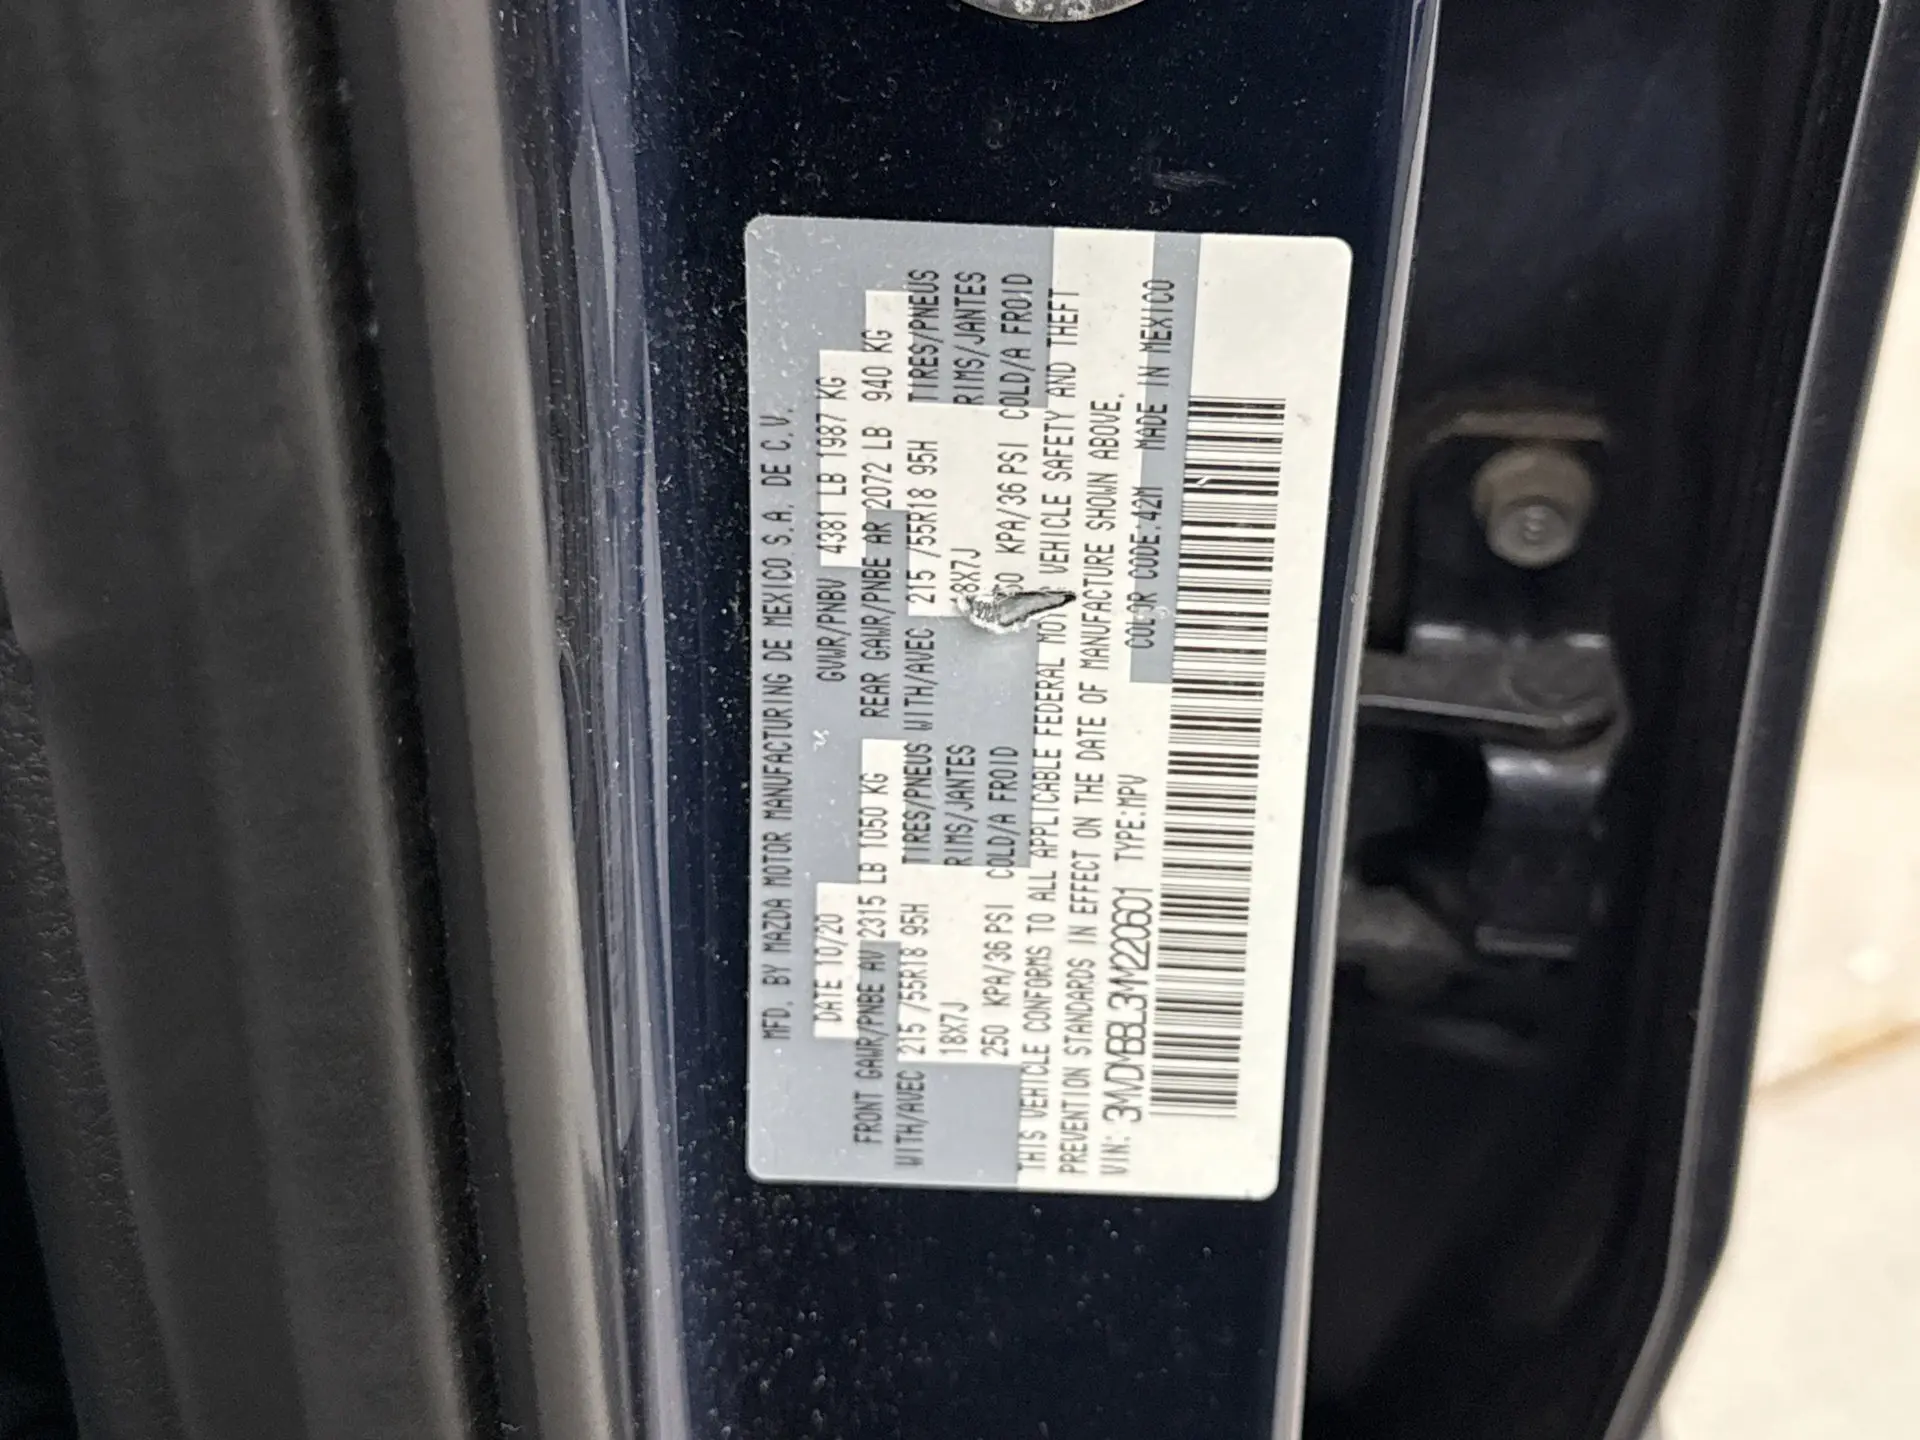 MFD. BY MAZDA MOTOR MANUFACTURING DE MEXICO S.A. DE C.V.
DATE 10/20 GVWR/PNBV 4381 LB 1987 KG
FRONT GAWR/PNBE AV 2315 LB 1050 KG REAR GAWR/PNBE AR 2072 LB 940 KG
WITH/AVEC 215 /55R18 95H TIRES/PNEUS WITH/AVEC 215 /55R18 95H TIRES/PNEUS
18X7J RIMS/JANTES 18X7J RIMS/JANTES
250 KPA/36 PSI COLD/A FROID KPA/36 PSI COLD/A FROID
THIS VEHICLE CONFORMS TO ALL APPLICABLE FEDERAL VEHICLE SAFETY AND THEFT
PREVENTION STANDARDS IN EFFECT ON THE DATE OF MANUFACTURE SHOWN ABOVE.
VIN: 3MVDMBBL3MM220601 TYPE:MPV COLOR CODE:42M MADE IN MEXICO